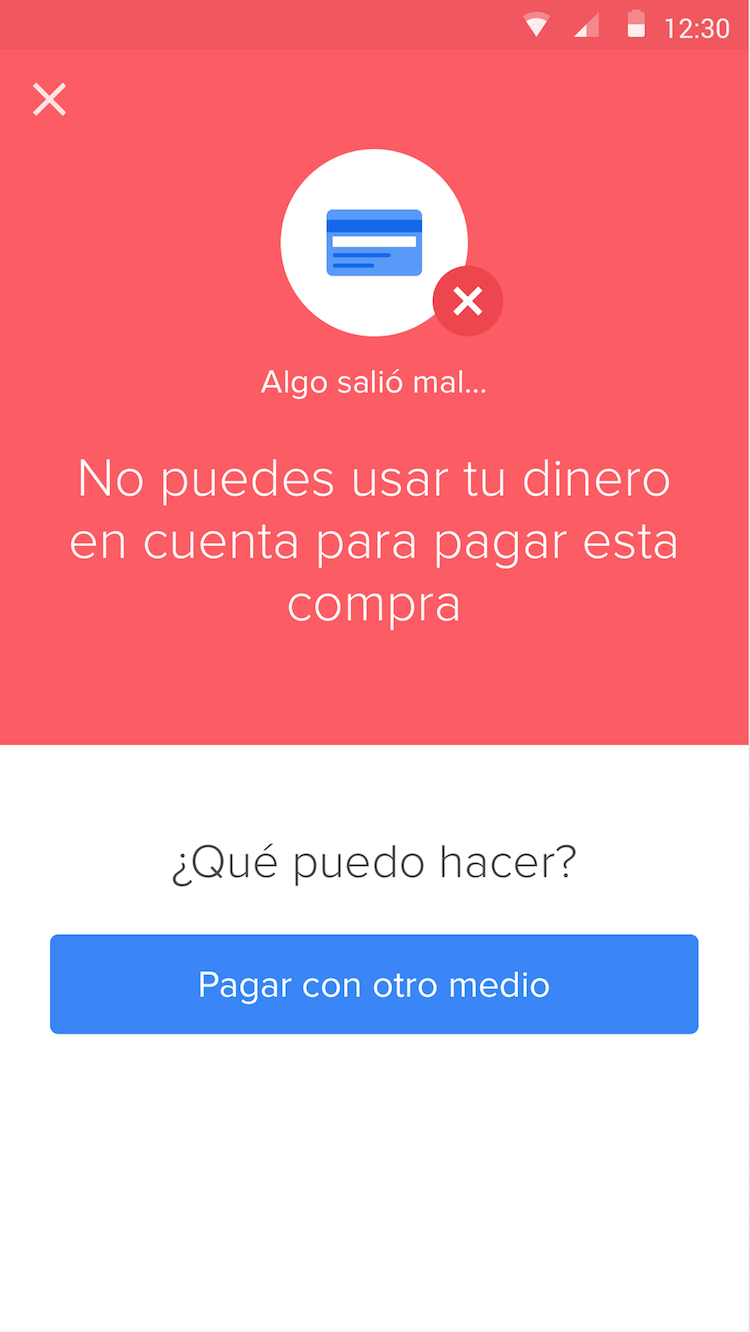 12:30
Algo salió mal...
No puedes usar tu dinero
en cuenta para pagar esta
compra
¿Qué puedo hacer?
Pagar con otro medio